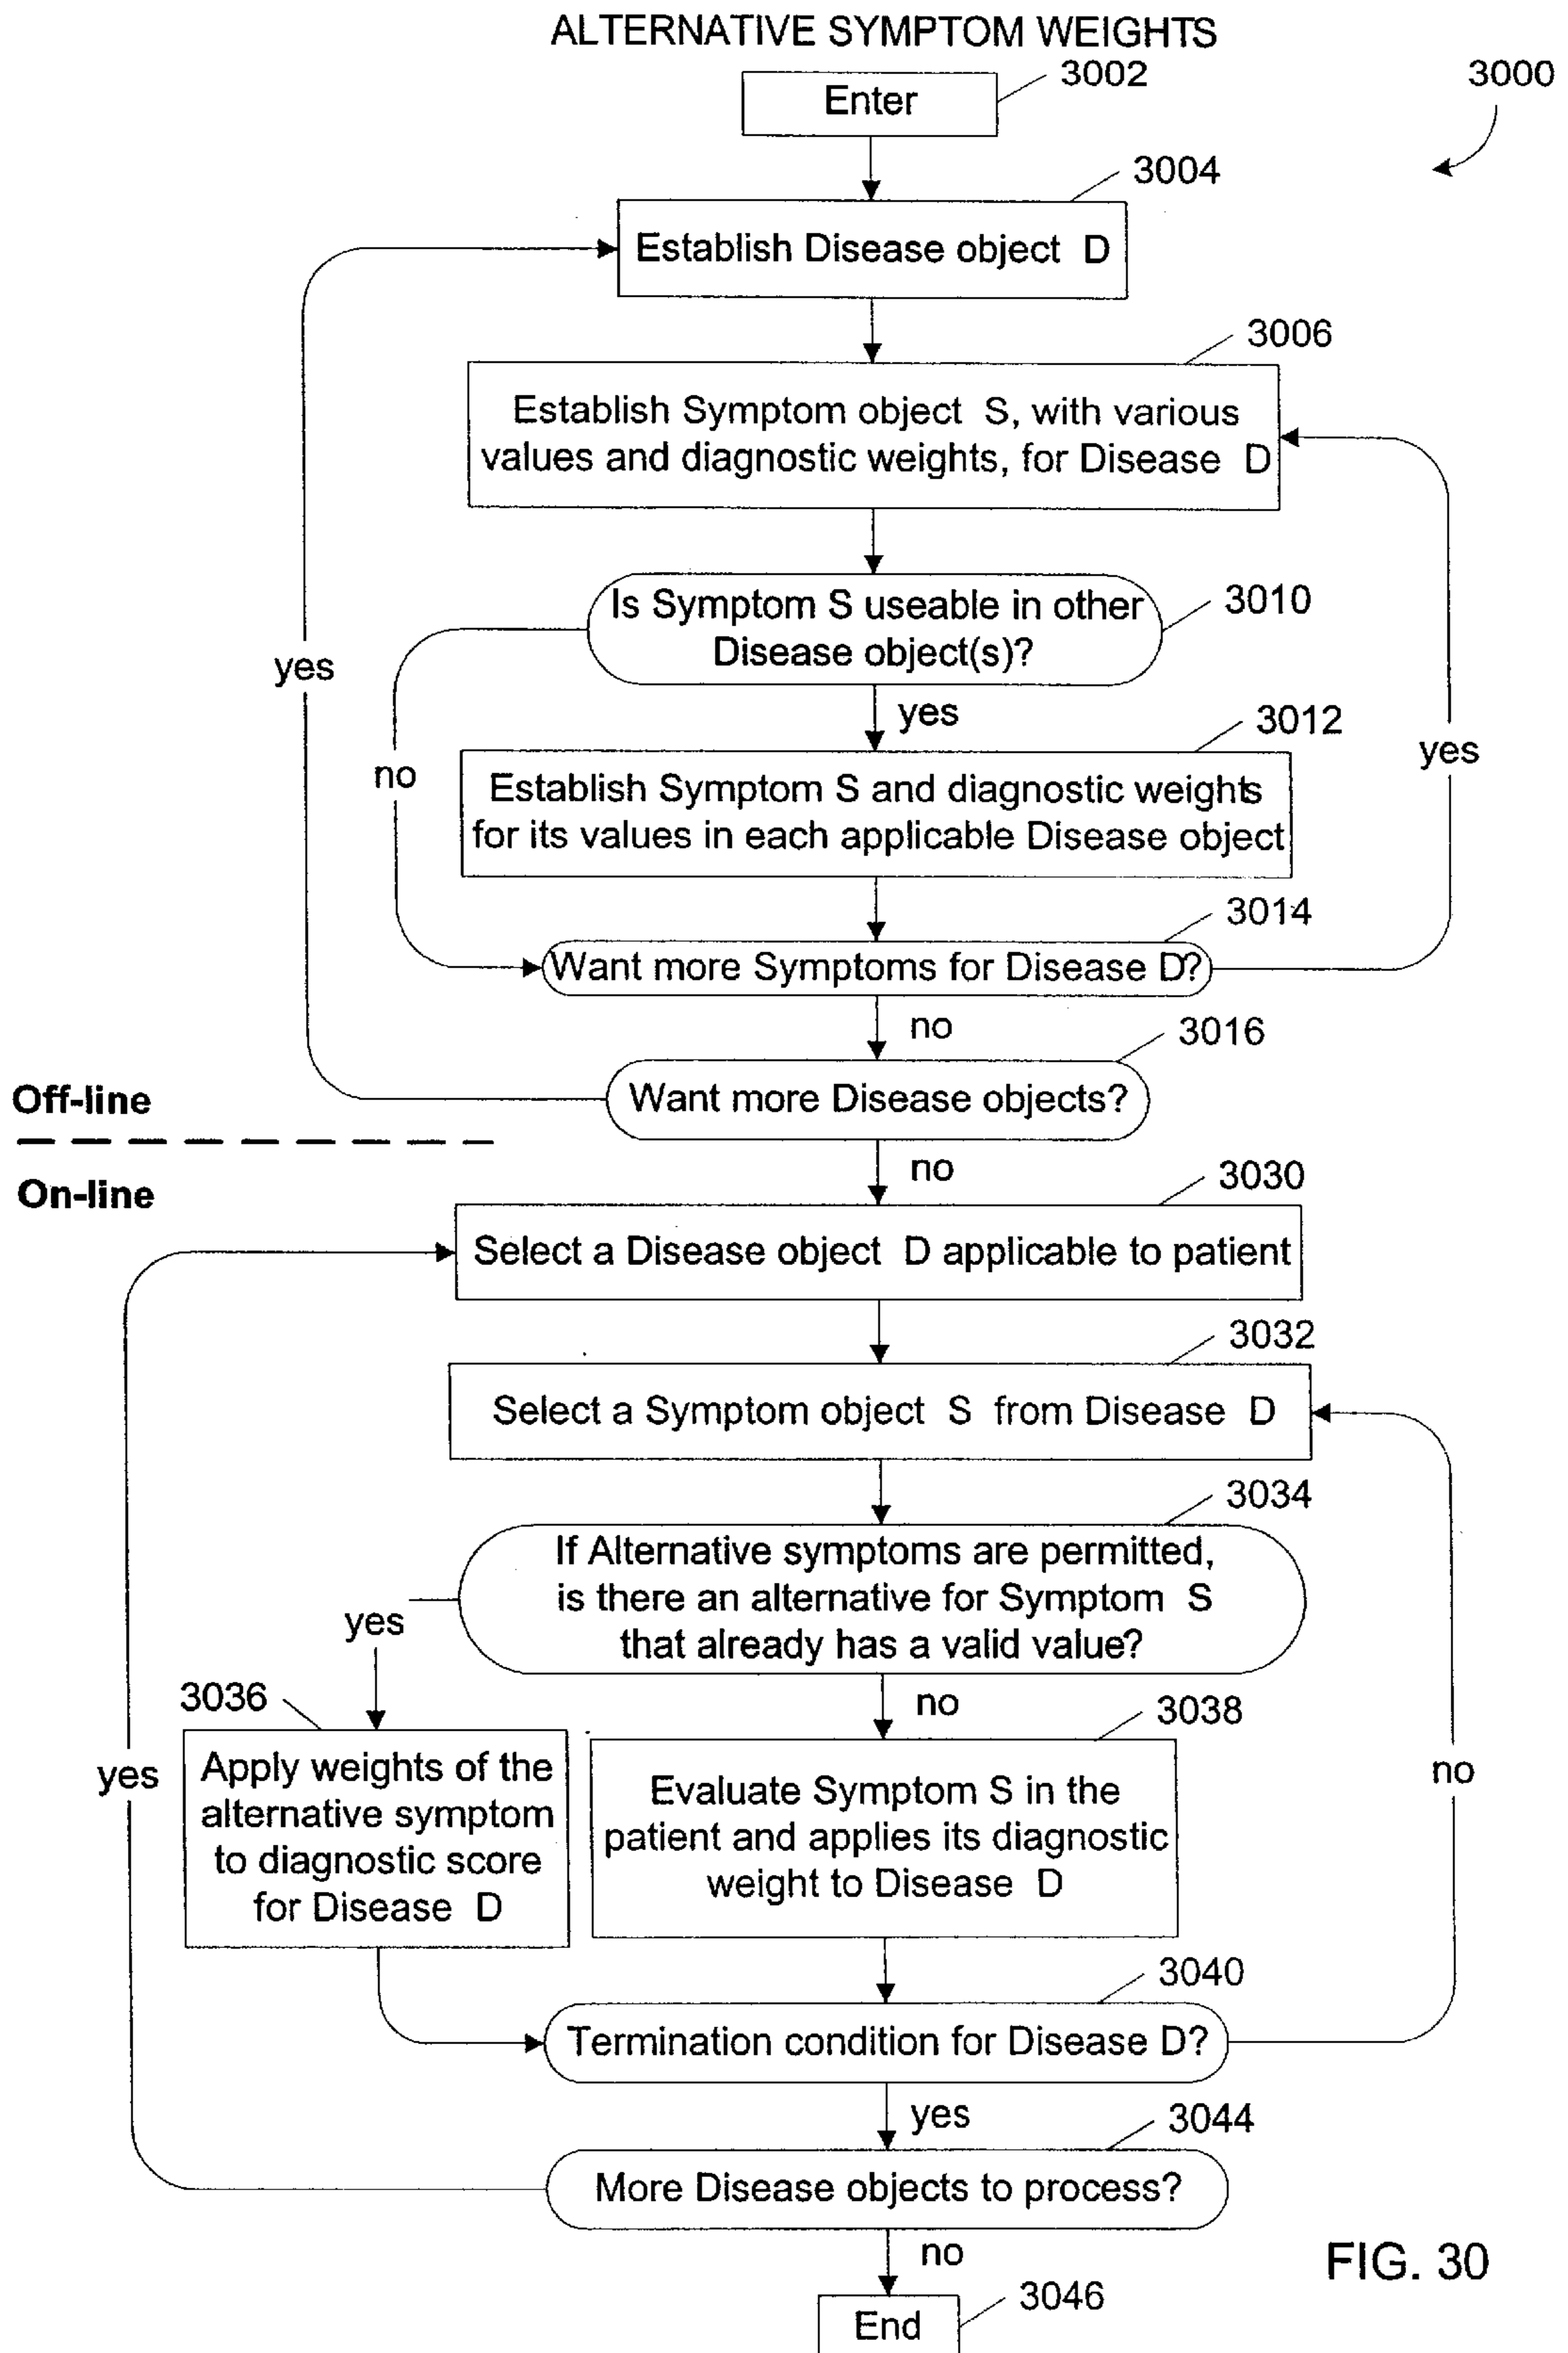 ALTERNATIVE SYMPTOM WEIGHTS
Enter
3002
3000
3004
Establish Disease object D
3006
Establish Symptom object S, with various
values and diagnostic weights, for Disease D
Is Symptom S useable in other
Disease object(s)?
3010
yes
no
yes
3012
Establish Symptom S and diagnostic weights
for its values in each applicable Disease object
yes
3014
Want more Symptoms for Disease D?
no
3016
Want more Disease objects?
Off-line
On-line
no
3030
Select a Disease object D applicable to patient
3032
Select a Symptom object S from Disease D
3034
If Alternative symptoms are permitted,
is there an alternative for Symptom S
that already has a valid value?
yes
no
3036
Apply weights of the
alternative symptom
to diagnostic score
for Disease D
3038
Evaluate Symptom S in the
patient and applies its diagnostic
weight to Disease D
yes
no
3040
Termination condition for Disease D?
yes
3044
More Disease objects to process?
no
3046
End
FIG. 30